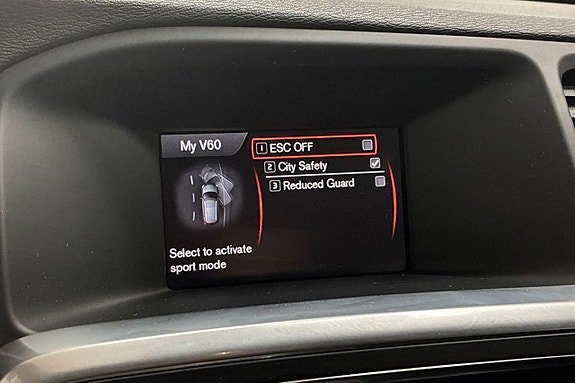 My V60
1 ESC OFF
2 City Safety
3 Reduced Guard
Select to activate
sport mode